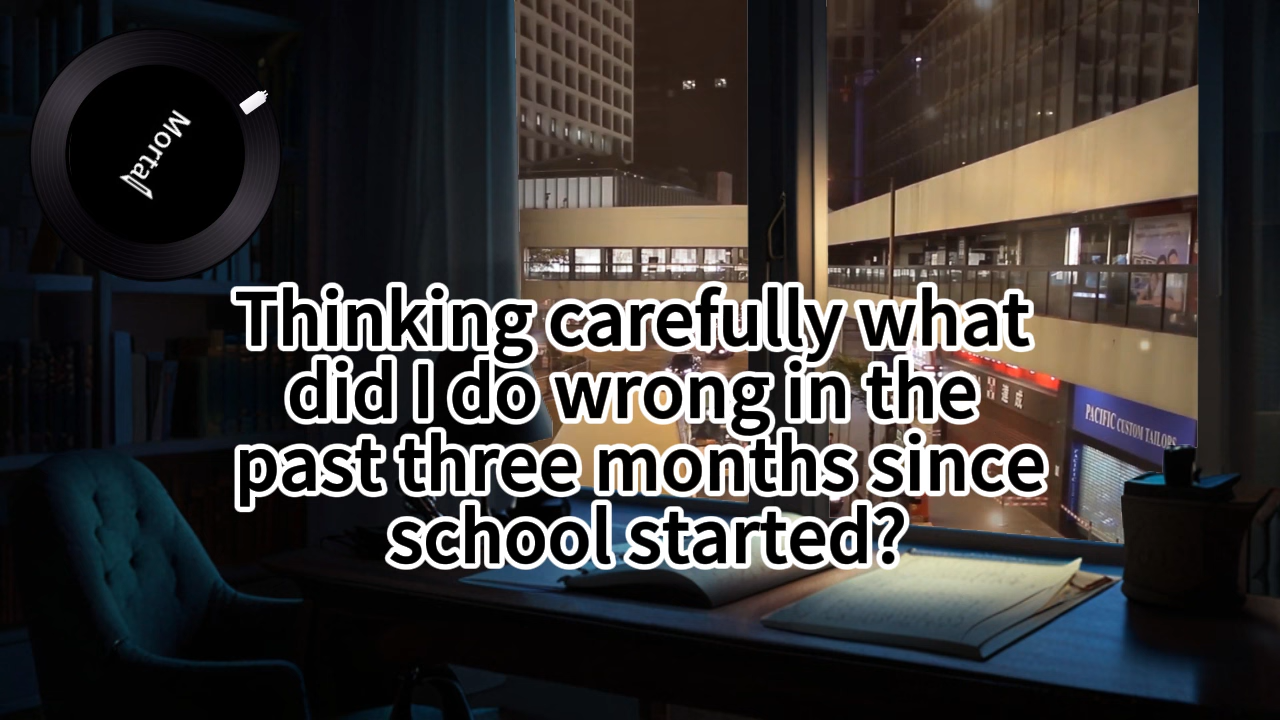 Mortal
Thinking carefully what
did I do wrong in the
past three months since
school started?
PACIFIC CUSTOM TAILORS